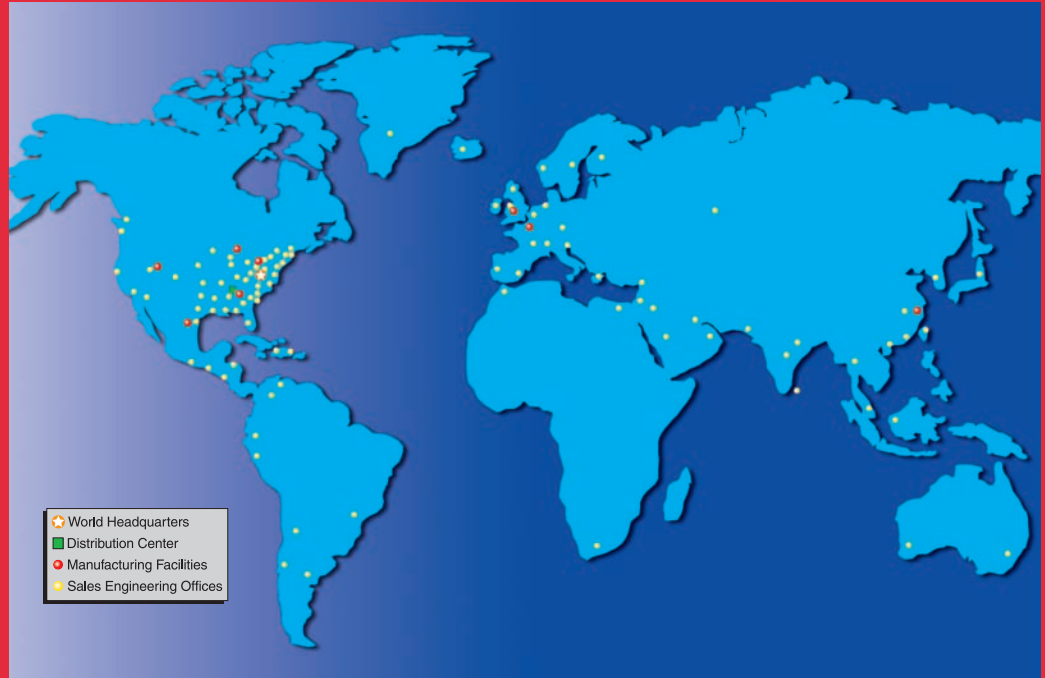 World Headquarters
Distribution Center
Manufacturing Facilities
Sales Engineering Offices